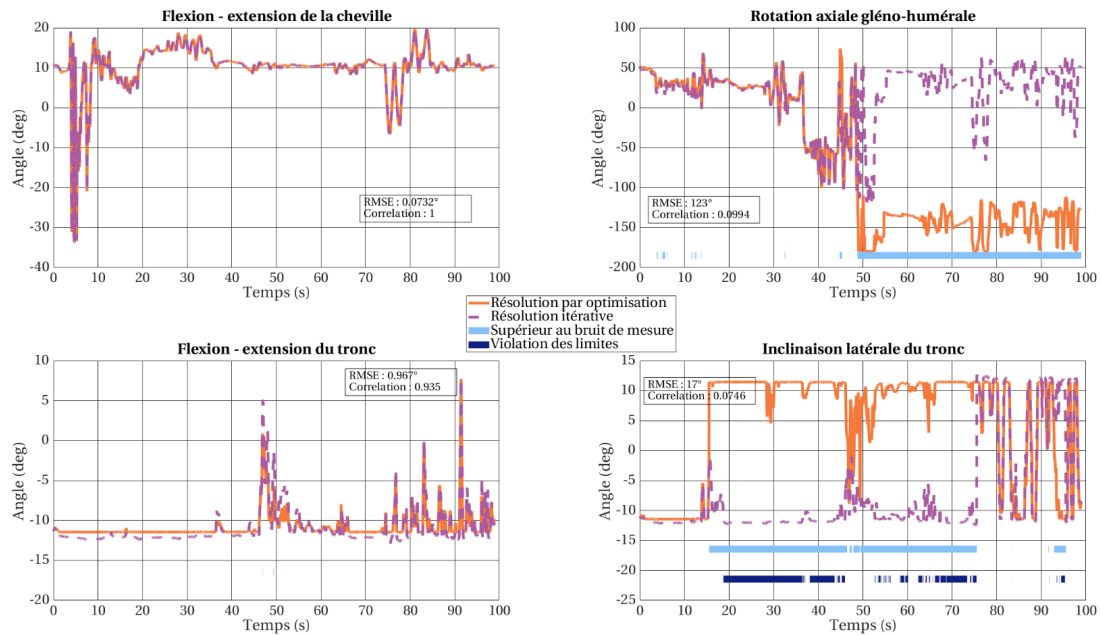 Flexion - extension de la cheville
20
10
0
-10
-20
-30
-40
Angle (deg)
RMSE : 0.0732°
Correlation : 1
0 10 20 30 40 50 60 70 80 90 100
Temps (s)
Rotation axiale gléno-humérale
100
50
0
-50
-100
-150
-200
Angle (deg)
RMSE : 123°
Correlation : 0.0994
0 10 20 30 40 50 60 70 80 90 100
Temps (s)
Résolution par optimisation
Résolution itérative
Supérieur au bruit de mesure
Violation des limites
Flexion - extension du tronc
10
5
0
-5
-10
-15
-20
Angle (deg)
RMSE : 0.967°
Correlation : 0.935
0 10 20 30 40 50 60 70 80 90 100
Temps (s)
Inclinaison latérale du tronc
15
10
5
0
-5
-10
-15
-20
-25
Angle (deg)
RMSE : 17°
Correlation : 0.0746
0 10 20 30 40 50 60 70 80 90 100
Temps (s)